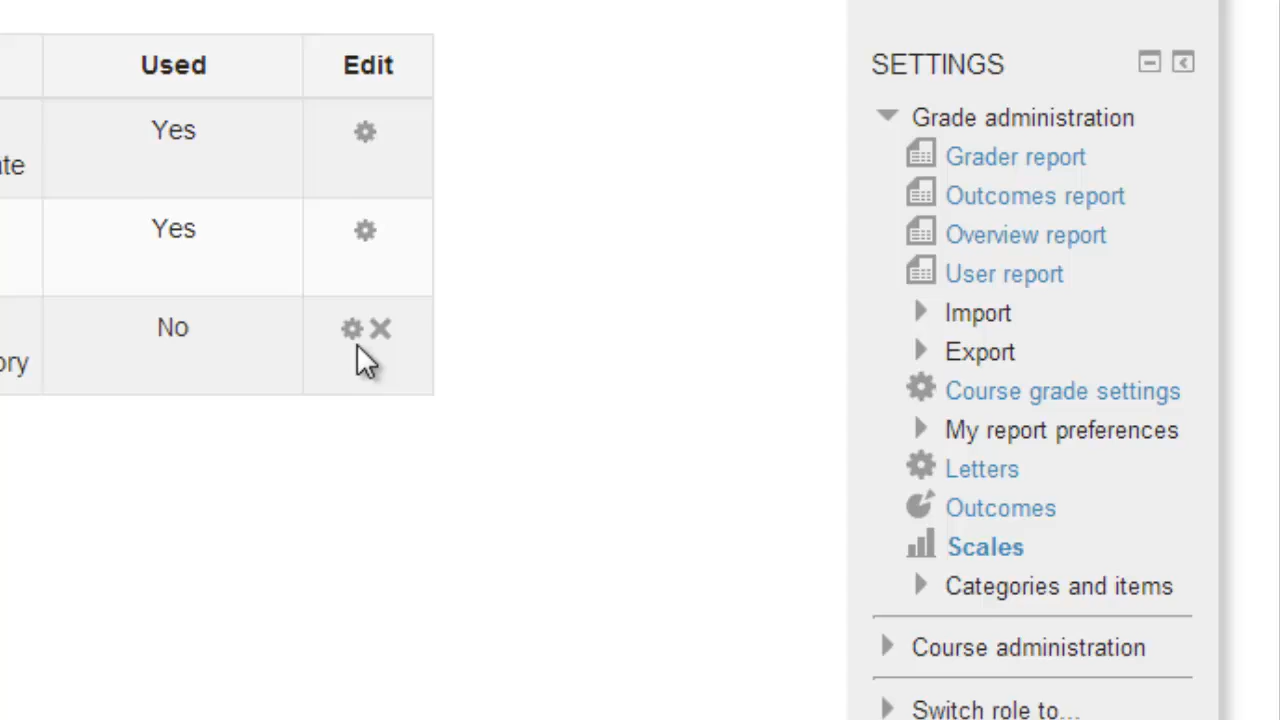 Used Edit
Yes
ate
Yes
No
ory
SETTINGS
Grade administration
Grader report
Outcomes report
Overview report
User report
Import
Export
Course grade settings
My report preferences
Letters
Outcomes
Scales
Categories and items
Course administration
Switch role to...